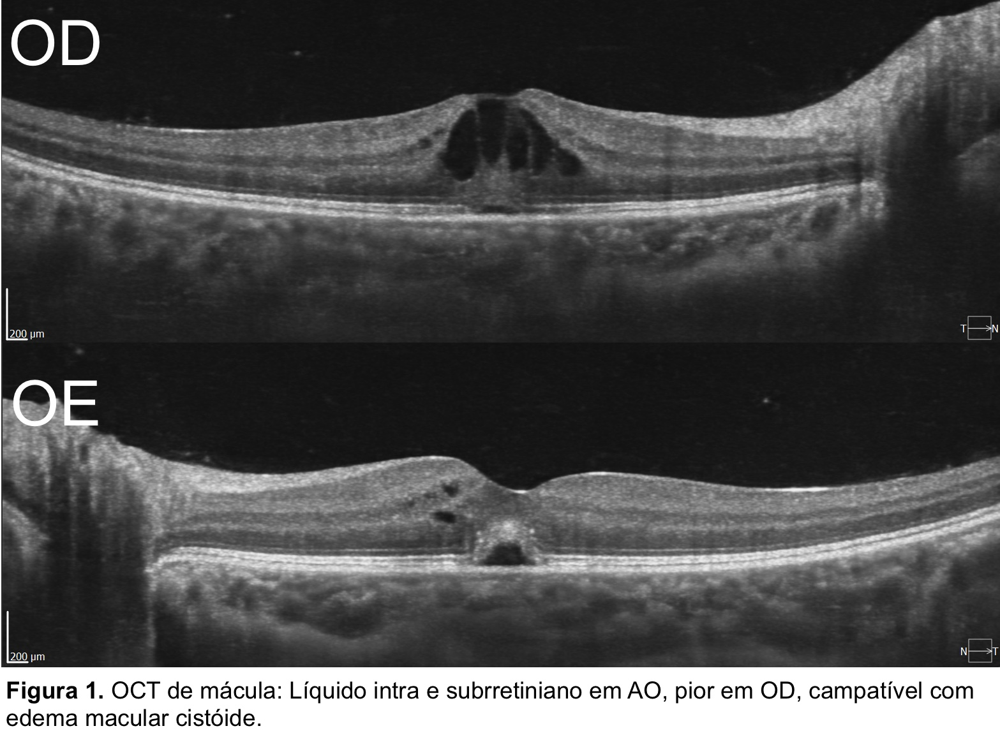 OD
200 µm
T N
OE
200 µm
N T
Figura 1. OCT de mácula: Líquido intra e subrretiniano em AO, pior em OD, campatível com
edema macular cistóide.